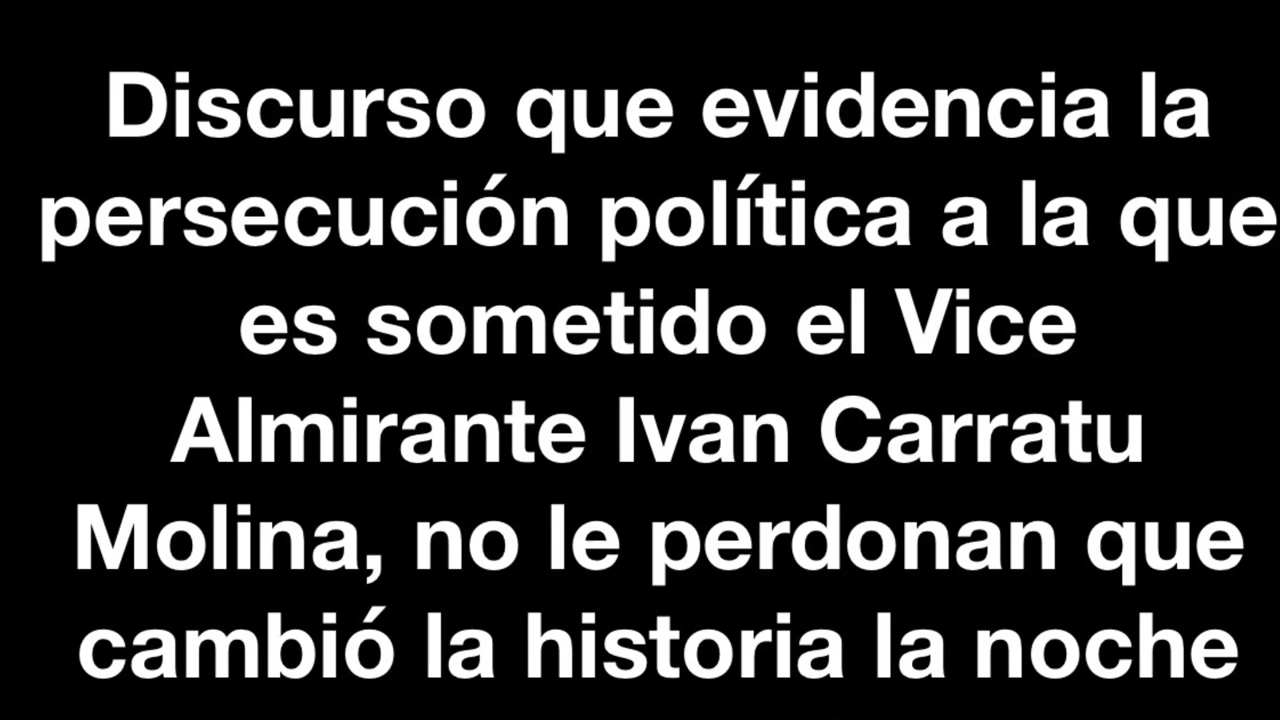 Discurso que evidencia la
persecución política a la que
es sometido el Vice
Almirante Ivan Carratu
Molina, no le perdonan que
cambió la historia la noche